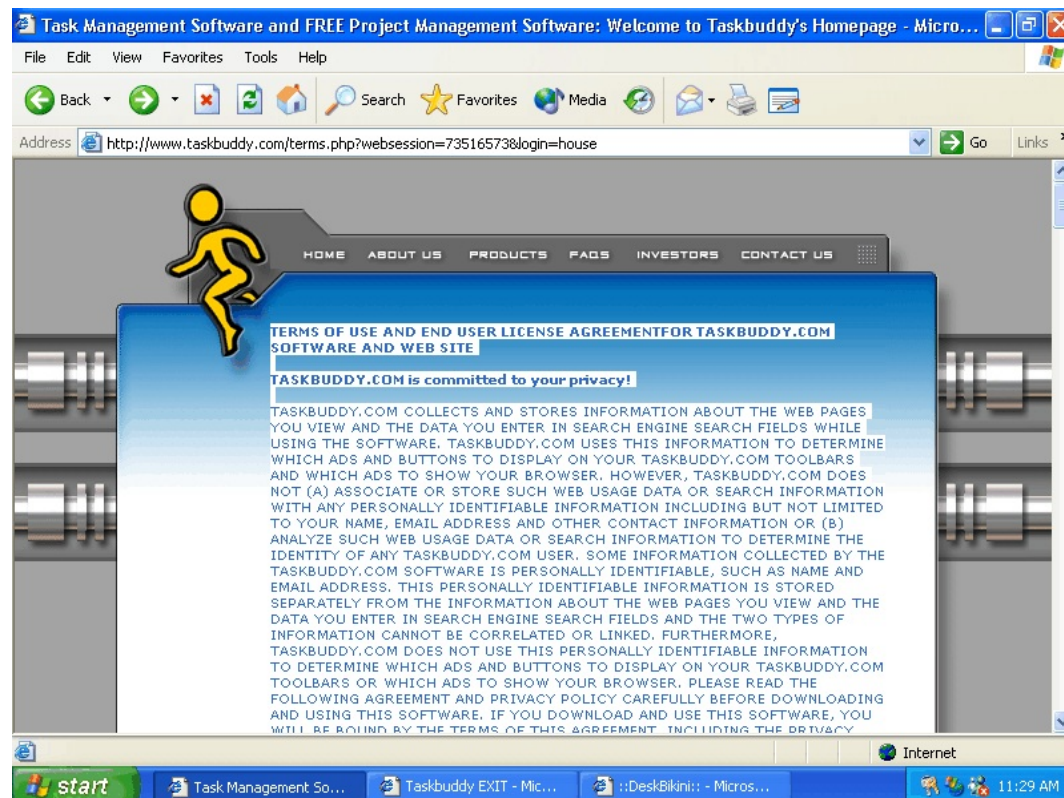 Task Management Software and FREE Project Management Software: Welcome to Taskbuddy's Homepage - Micro...
File Edit View Favorites Tools Help
Back Search Favorites Media
Address http://www.taskbuddy.com/terms.php?websession=73516573&login=house Go Links
HOME ABOUT US PRODUCTS FAQS INVESTORS CONTACT US
TERMS OF USE AND END USER LICENSE AGREEMENTFOR TASKBUDDY.COM
SOFTWARE AND WEB SITE
TASKBUDDY.COM is committed to your privacy!
TASKBUDDY.COM COLLECTS AND STORES INFORMATION ABOUT THE WEB PAGES
YOU VIEW AND THE DATA YOU ENTER IN SEARCH ENGINE SEARCH FIELDS WHILE
USING THE SOFTWARE. TASKBUDDY.COM USES THIS INFORMATION TO DETERMINE
WHICH ADS AND BUTTONS TO DISPLAY ON YOUR TASKBUDDY.COM TOOLBARS
AND WHICH ADS TO SHOW YOUR BROWSER. HOWEVER, TASKBUDDY.COM DOES
NOT (A) ASSOCIATE OR STORE SUCH WEB USAGE DATA OR SEARCH INFORMATION
WITH ANY PERSONALLY IDENTIFIABLE INFORMATION INCLUDING BUT NOT LIMITED
TO YOUR NAME, EMAIL ADDRESS AND OTHER CONTACT INFORMATION OR (B)
ANALYZE SUCH WEB USAGE DATA OR SEARCH INFORMATION TO DETERMINE THE
IDENTITY OF ANY TASKBUDDY.COM USER. SOME INFORMATION COLLECTED BY THE
TASKBUDDY.COM SOFTWARE IS PERSONALLY IDENTIFIABLE, SUCH AS NAME AND
EMAIL ADDRESS. THIS PERSONALLY IDENTIFIABLE INFORMATION IS STORED
SEPARATELY FROM THE INFORMATION ABOUT THE WEB PAGES YOU VIEW AND THE
DATA YOU ENTER IN SEARCH ENGINE SEARCH FIELDS AND THE TWO TYPES OF
INFORMATION CANNOT BE CORRELATED OR LINKED. FURTHERMORE,
TASKBUDDY.COM DOES NOT USE THIS PERSONALLY IDENTIFIABLE INFORMATION
TO DETERMINE WHICH ADS AND BUTTONS TO DISPLAY ON YOUR TASKBUDDY.COM
TOOLBARS OR WHICH ADS TO SHOW YOUR BROWSER. PLEASE READ THE
FOLLOWING AGREEMENT AND PRIVACY POLICY CAREFULLY BEFORE DOWNLOADING
AND USING THIS SOFTWARE. IF YOU DOWNLOAD AND USE THIS SOFTWARE, YOU
WILL BE BOUND BY THE TERMS OF THIS AGREEMENT, INCLUDING THE PRIVACY
Internet
start Task Management So... Taskbuddy EXIT - Mic... ::DeskBikini:: - Micros... 11:29 AM